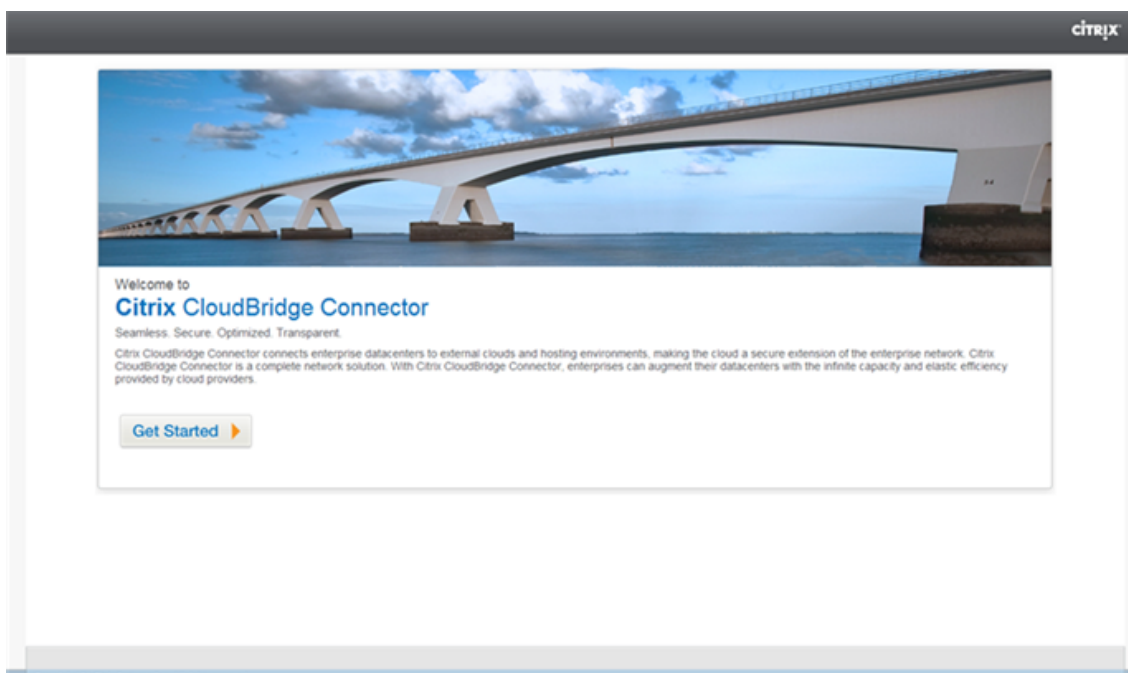 CİTRIX
Welcome to
Citrix CloudBridge Connector
Seamless. Secure. Optimized. Transparent.
Citrix CloudBridge Connector connects enterprise datacenters to external clouds and hosting environments, making the cloud a secure extension of the enterprise network. Citrix
CloudBridge Connector is a complete network solution. With Citrix CloudBridge Connector, enterprises can augment their datacenters with the infinite capacity and elastic efficiency
provided by cloud providers.
Get Started